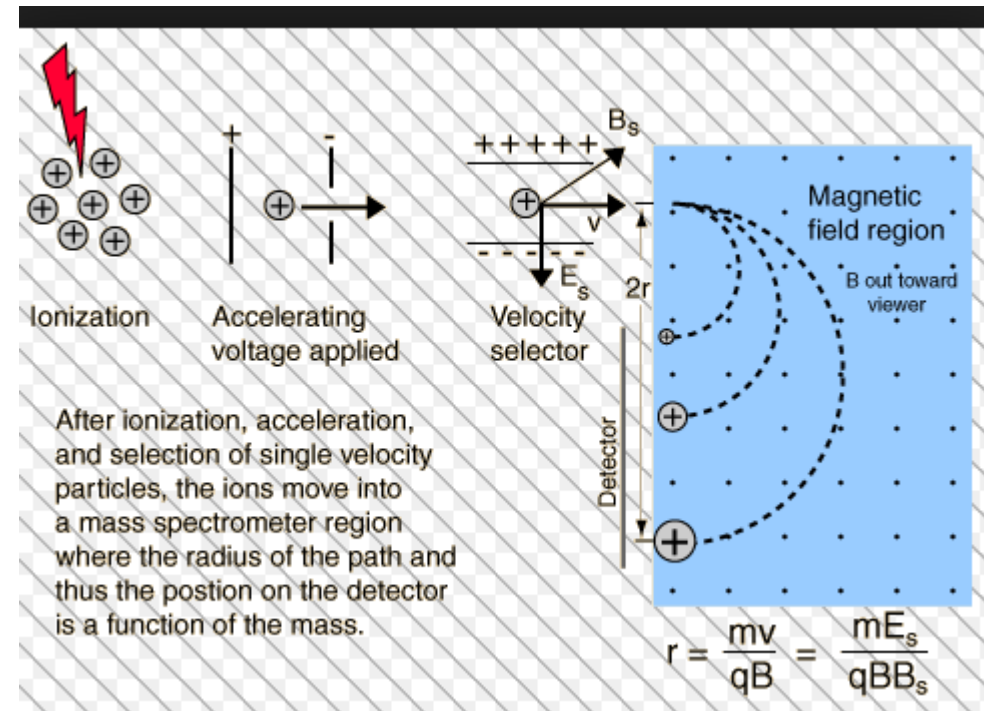 + -
+ + + + +
Bs
+
+
+
+
+
+
+
+
+
v
- - - - -
Es
Ionization
Accelerating
voltage applied
Velocity
selector
Magnetic
field region
B out toward
viewer
2r
+
+
+
Detector
After ionization, acceleration,
and selection of single velocity
particles, the ions move into
a mass spectrometer region
where the radius of the path and
thus the postion on the detector
is a function of the mass.
r = mv/qB = mEs/qBBs